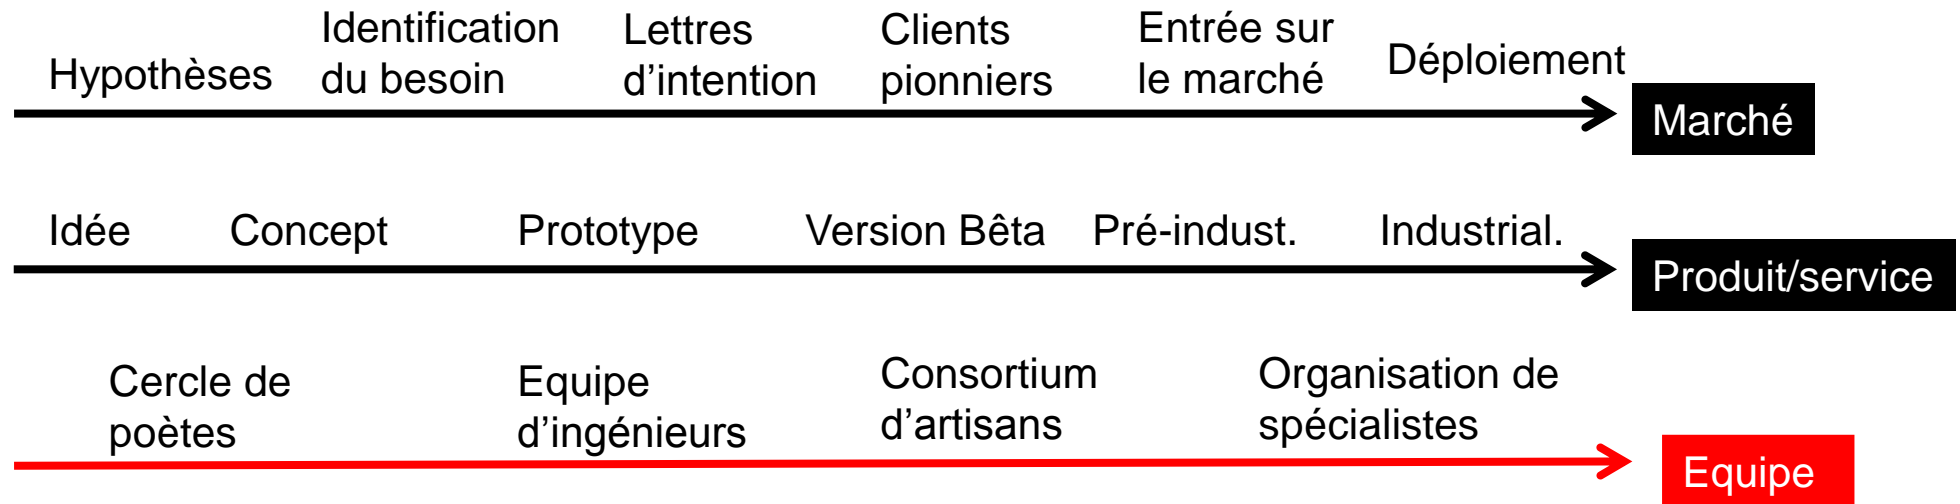 Hypothèses
Identification
du besoin
Lettres
d’intention
Clients
pionniers
Entrée sur
le marché
Déploiement
Marché
Idée
Concept
Prototype
Version Bêta
Pré-indust.
Industrial.
Produit/service
Cercle de
poètes
Equipe
d’ingénieurs
Consortium
d’artisans
Organisation de
spécialistes
Equipe